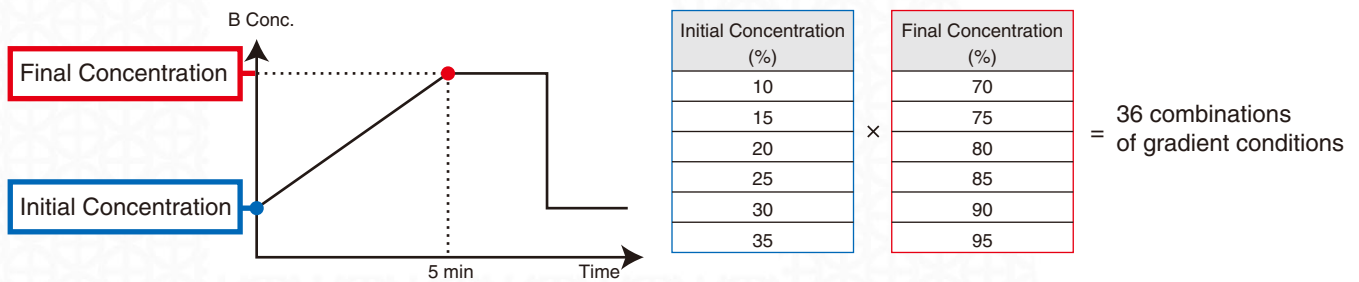 B Conc.
Final Concentration
Initial Concentration
5 min
Time
Initial Concentration
(%)
10
15
20
25
30
35
×
Final Concentration
(%)
70
75
80
85
90
95
= 36 combinations
of gradient conditions